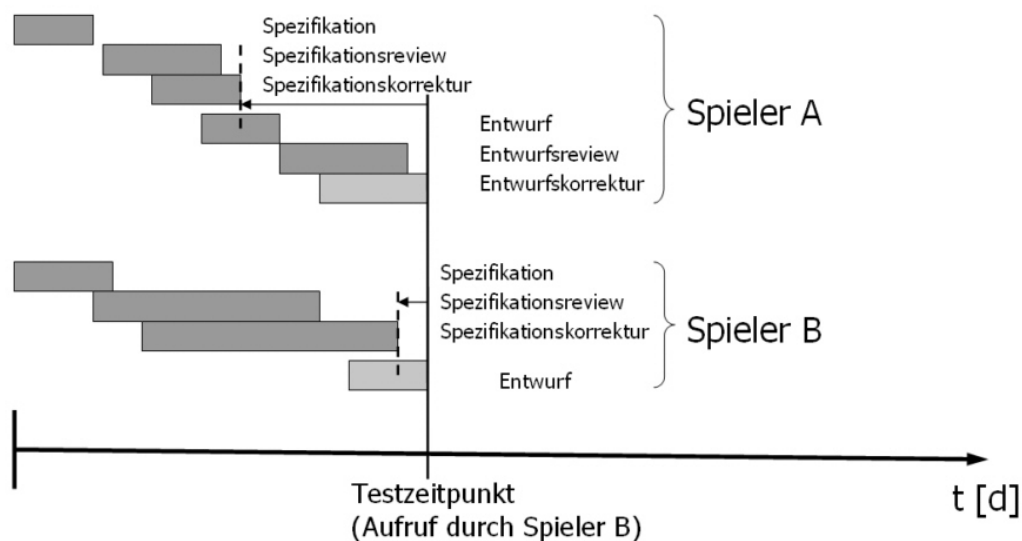 Spezifikation
Spezifikationsreview
Spezifikationskorrektur
Entwurf
Entwurfsreview
Entwurfskorrektur
Spieler A
Spezifikation
Spezifikationsreview
Spezifikationskorrektur
Entwurf
Spieler B
Testzeitpunkt
(Aufruf durch Spieler B)
t [d]